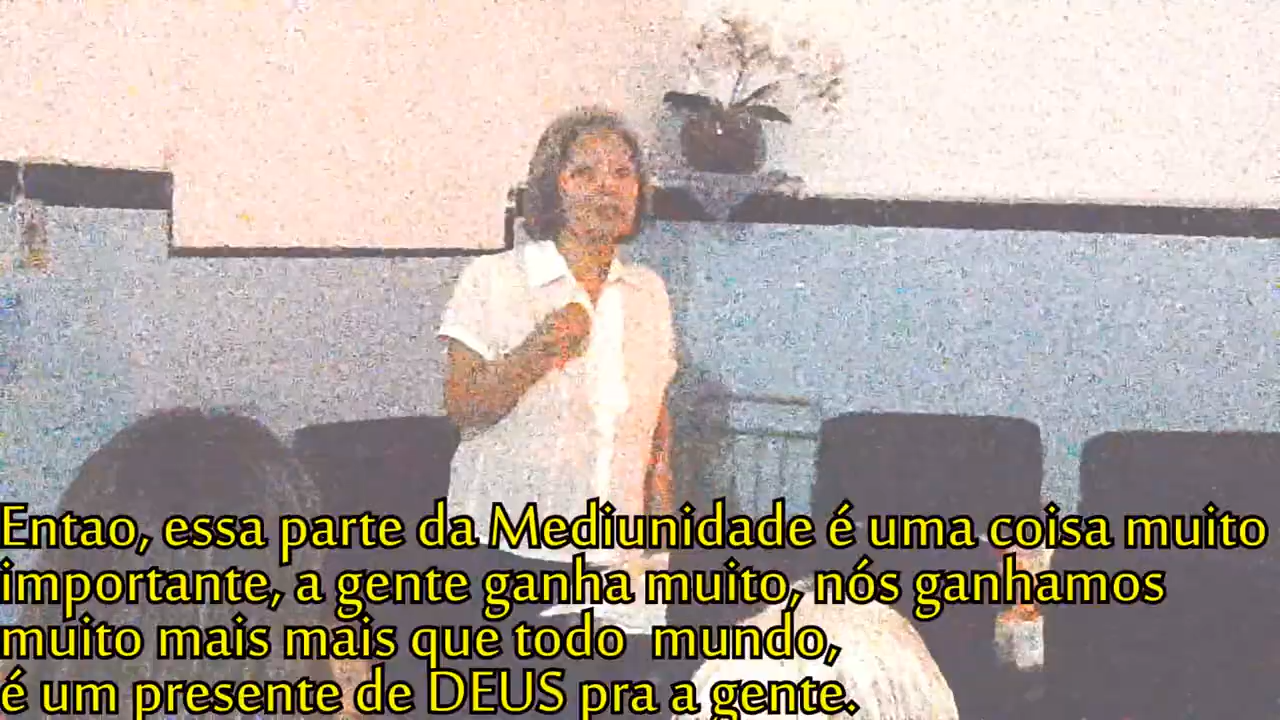 Entao, essa parte da Mediunidade é uma coisa muito
importante, a gente ganha muito, nós ganhamos
muito mais mais que todo mundo,
é um presente de DEUS pra a gente.